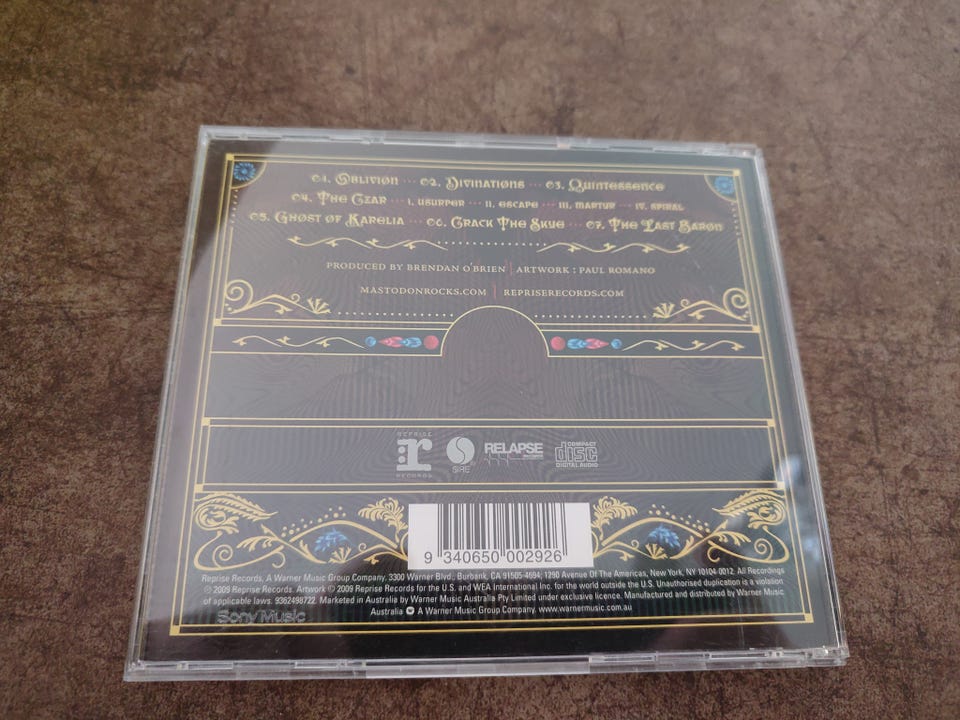 01. Oblivion ··· 02. Divinations ··· 03. Quintessence
04. The Czar ··· i. Usurper ··· ii. Escape ··· iii. Martyr ··· iv. Spiral
05. Ghost of Karelia ··· 06. Crack The Skye ··· 07. The Last Baron
PRODUCED BY BRENDAN O'BRIEN | ARTWORK : PAUL ROMANO
MASTODONROCKS.COM | REPRISERECORDS.COM
REPRISE
r
RECORDS
S
SIRE
RELAPSE
RECORDS
COMPACT
disc
DIGITAL AUDIO
9 340650 002926
Reprise Records, A Warner Music Group Company. 3300 Warner Blvd., Burbank, CA 91505-4694; 1290 Avenue Of The Americas, New York, NY 10104-0012. All Recordings
℗ 2009 Reprise Records. Artwork © 2009 Reprise Records for the U.S. and WEA International Inc. for the world outside the U.S. Unauthorised duplication is a violation
of applicable laws. 9362498722. Marketed in Australia by Warner Music Australia Pty Limited under exclusive licence. Manufactured and distributed by Warner Music
Australia A Warner Music Group Company. www.warnermusic.com.au
Sony Music